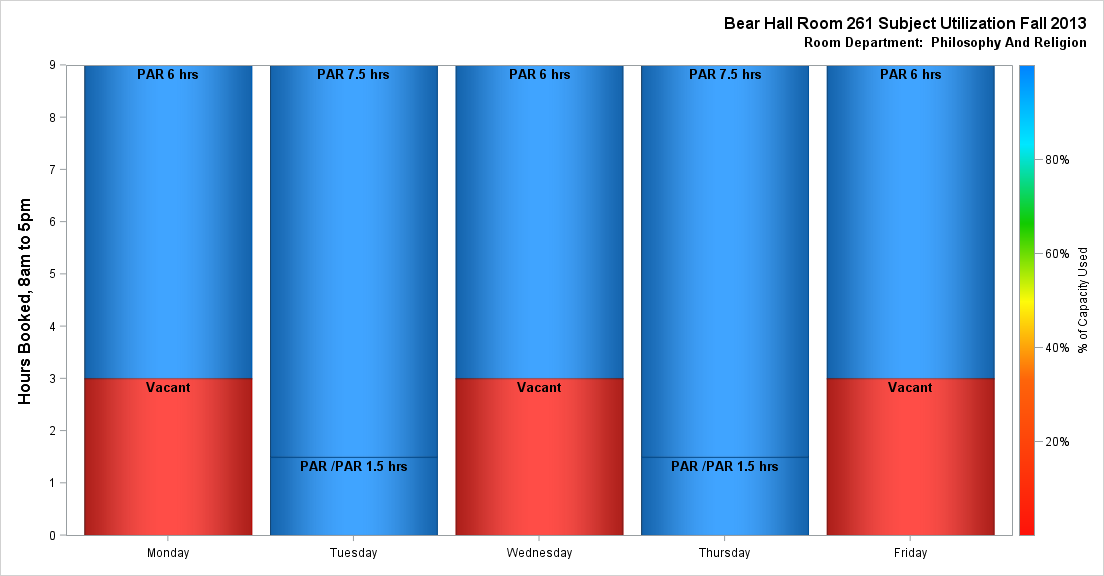 Bear Hall Room 261 Subject Utilization Fall 2013
Room Department:  Philosophy And Religion
Hours Booked, 8am to 5pm
9
8
7
6
5
4
3
2
1
0
PAR 6 hrs
PAR 7.5 hrs
PAR 6 hrs
PAR 7.5 hrs
PAR 6 hrs
Vacant
Vacant
Vacant
PAR /PAR 1.5 hrs
PAR /PAR 1.5 hrs
Monday
Tuesday
Wednesday
Thursday
Friday
80%
60%
40%
20%
% of Capacity Used